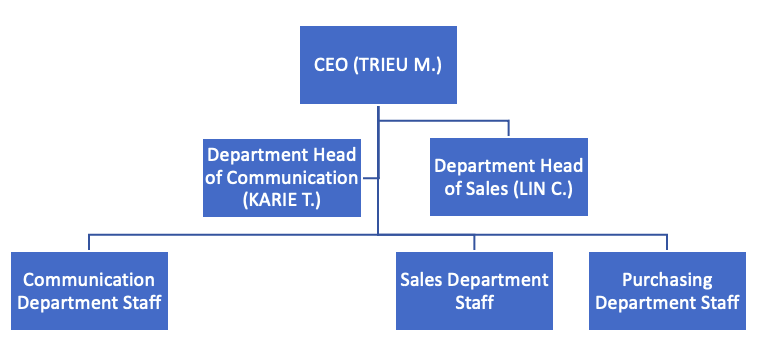 CEO (TRIEU M.)
Department Head
of Communication
(KARIE T.)
Department Head
of Sales (LIN C.)
Communication
Department Staff
Sales Department
Staff
Purchasing
Department Staff